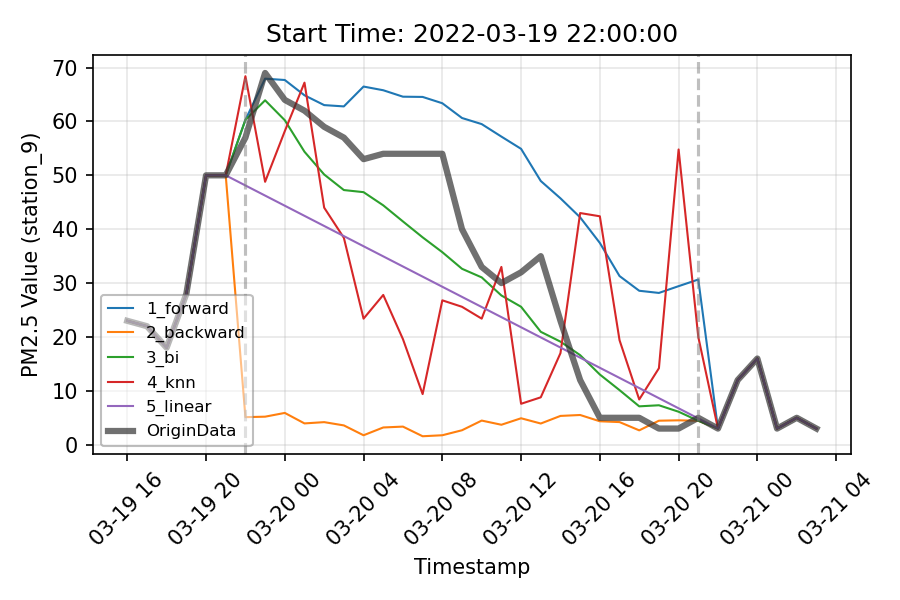 Start Time: 2022-03-19 22:00:00
PM2.5 Value (station_9)
70
60
50
40
30
20
10
0
1_forward
2_backward
3_bi
4_knn
5_linear
OriginData
03-19 16
03-19 20
03-20 00
03-20 04
03-20 08
03-20 12
03-20 16
03-20 20
03-21 00
03-21 04
Timestamp